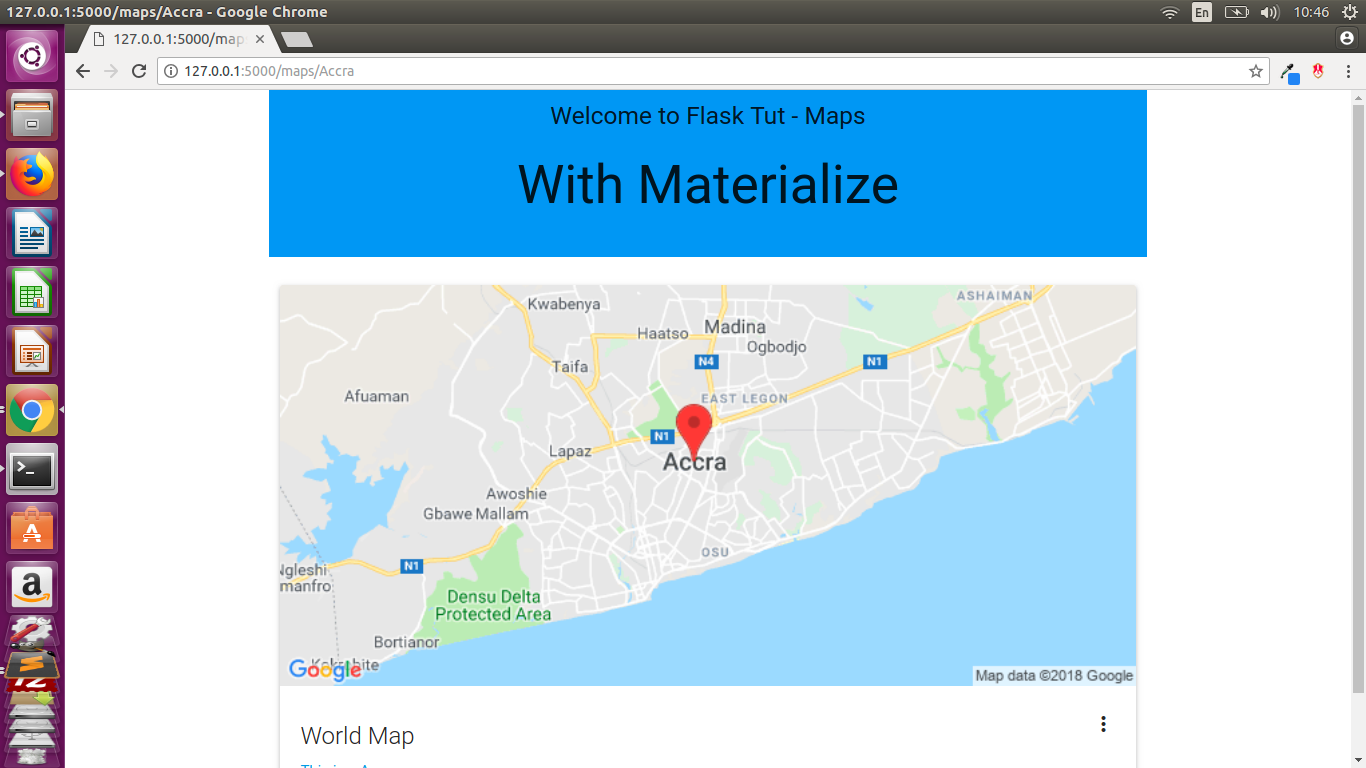 127.0.0.1:5000/maps/Accra - Google Chrome
En
10:46
127.0.0.1:5000/map
127.0.0.1:5000/maps/Accra
Welcome to Flask Tut - Maps
With Materialize
Kwabenya
ASHAIMAN
Haatso
Madina
Ogbodjo
N4
N1
Taifa
Afuaman
EAST LEGON
N1
Lapaz
Accra
Awoshie
Gbawe Mallam
OSU
N1
Ngleshi
manfro
Densu Delta
Protected Area
Bortianor
Google
Map data ©2018 Google
World Map